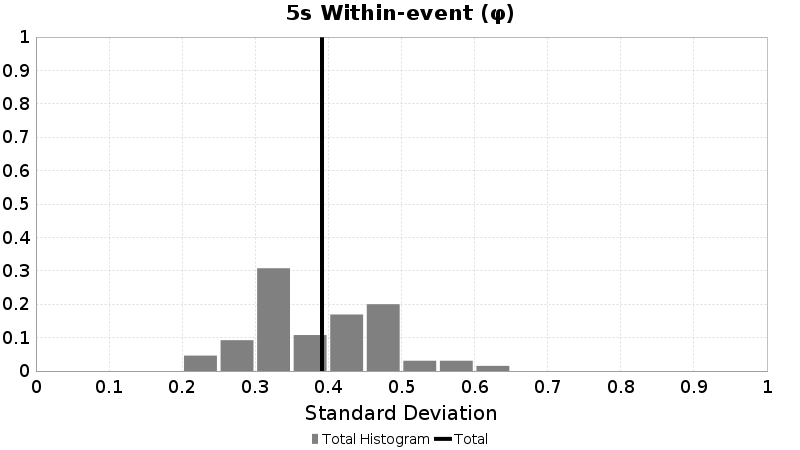 5s Within-event (φ)
1
0.9
0.8
0.7
0.6
0.5
0.4
0.3
0.2
0.1
0
0 0.1 0.2 0.3 0.4 0.5 0.6 0.7 0.8 0.9 1
Standard Deviation
Total Histogram Total